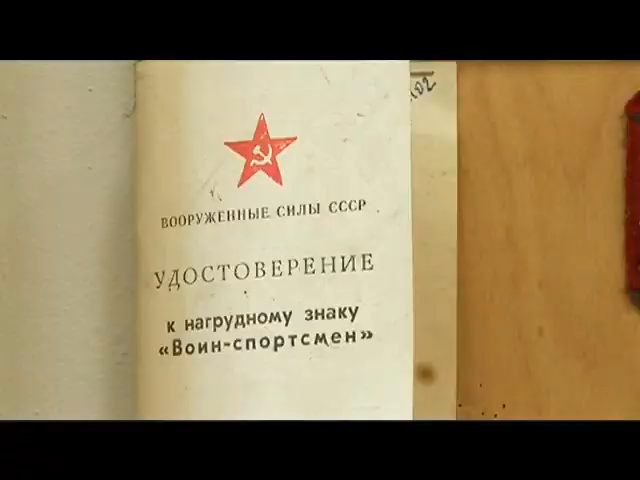 ВООРУЖЕННЫЕ СИЛЫ СССР
УДОСТОВЕРЕНИЕ
к нагрудному знаку
«Воин-спортсмен»